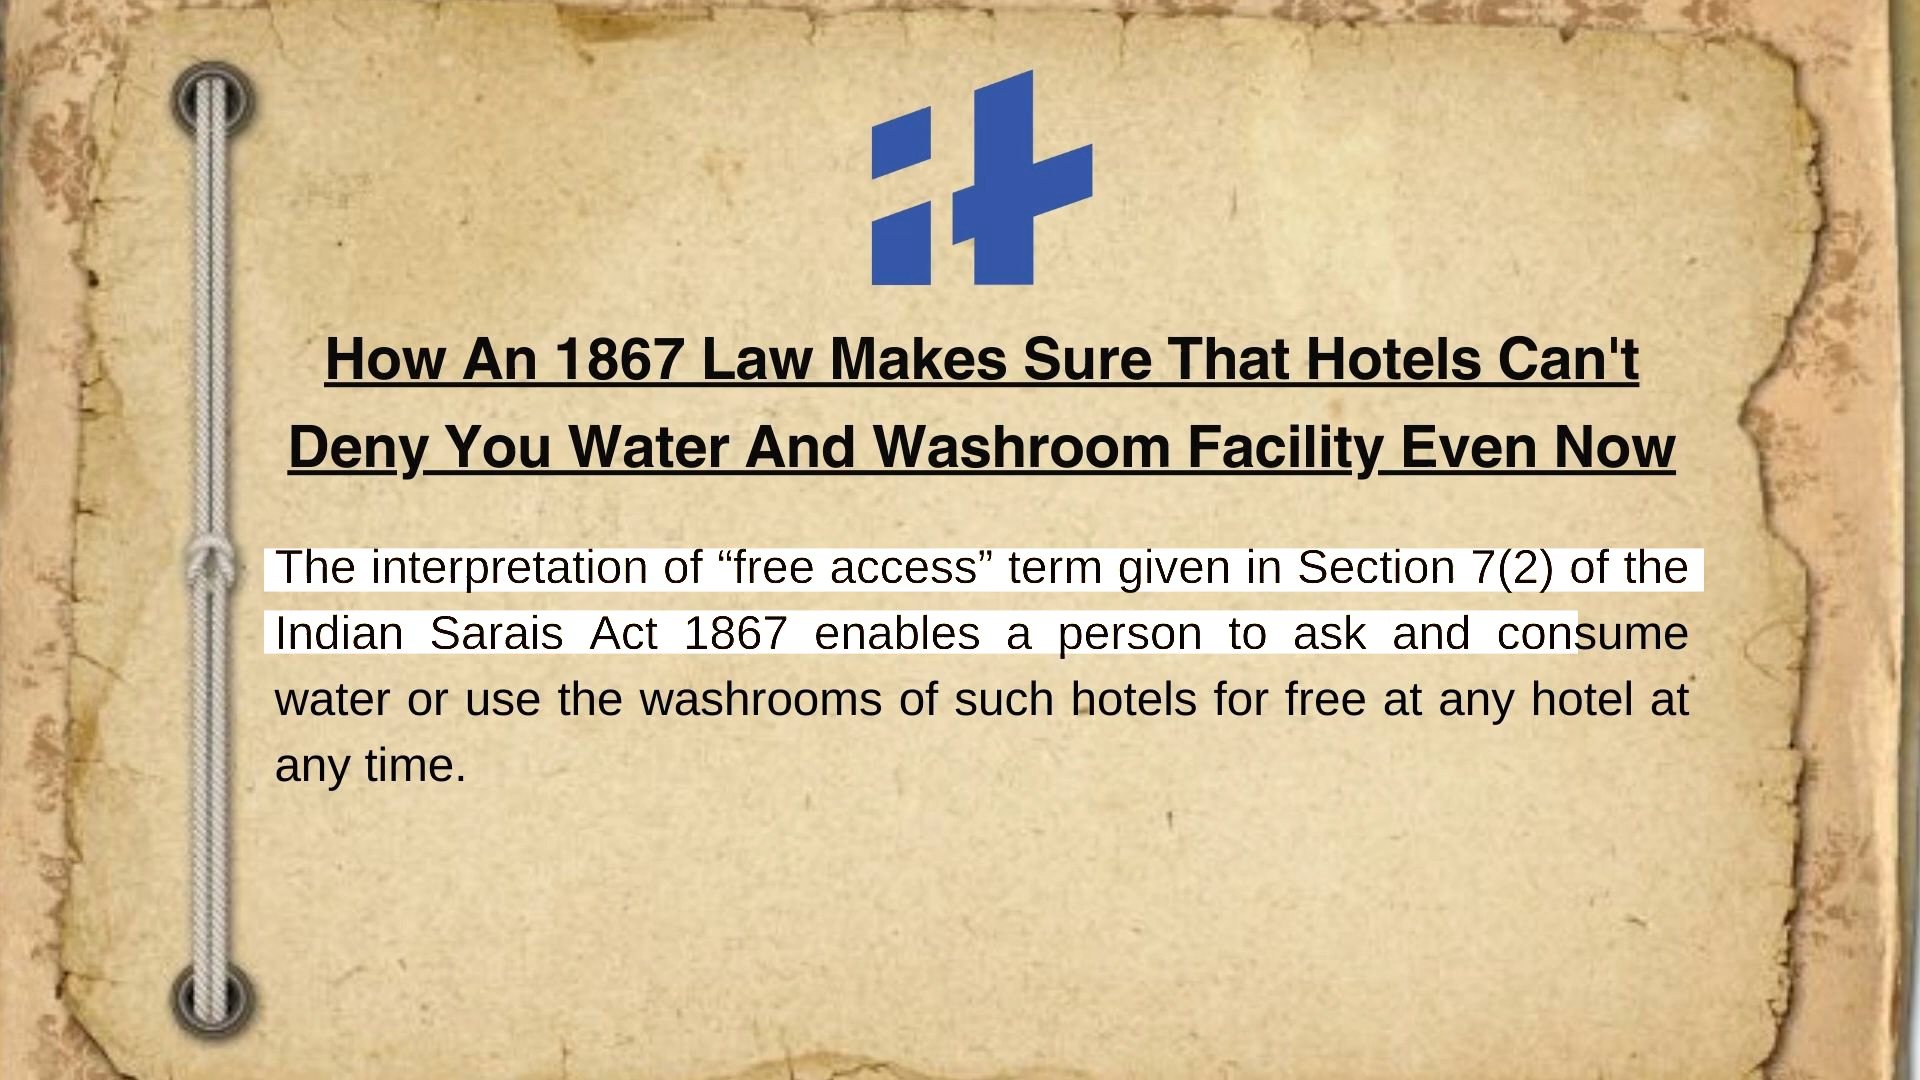 it
How An 1867 Law Makes Sure That Hotels Can't
Deny You Water And Washroom Facility Even Now
The interpretation of “free access” term given in Section 7(2) of the
Indian Sarais Act 1867 enables a person to ask and consume
water or use the washrooms of such hotels for free at any hotel at
any time.